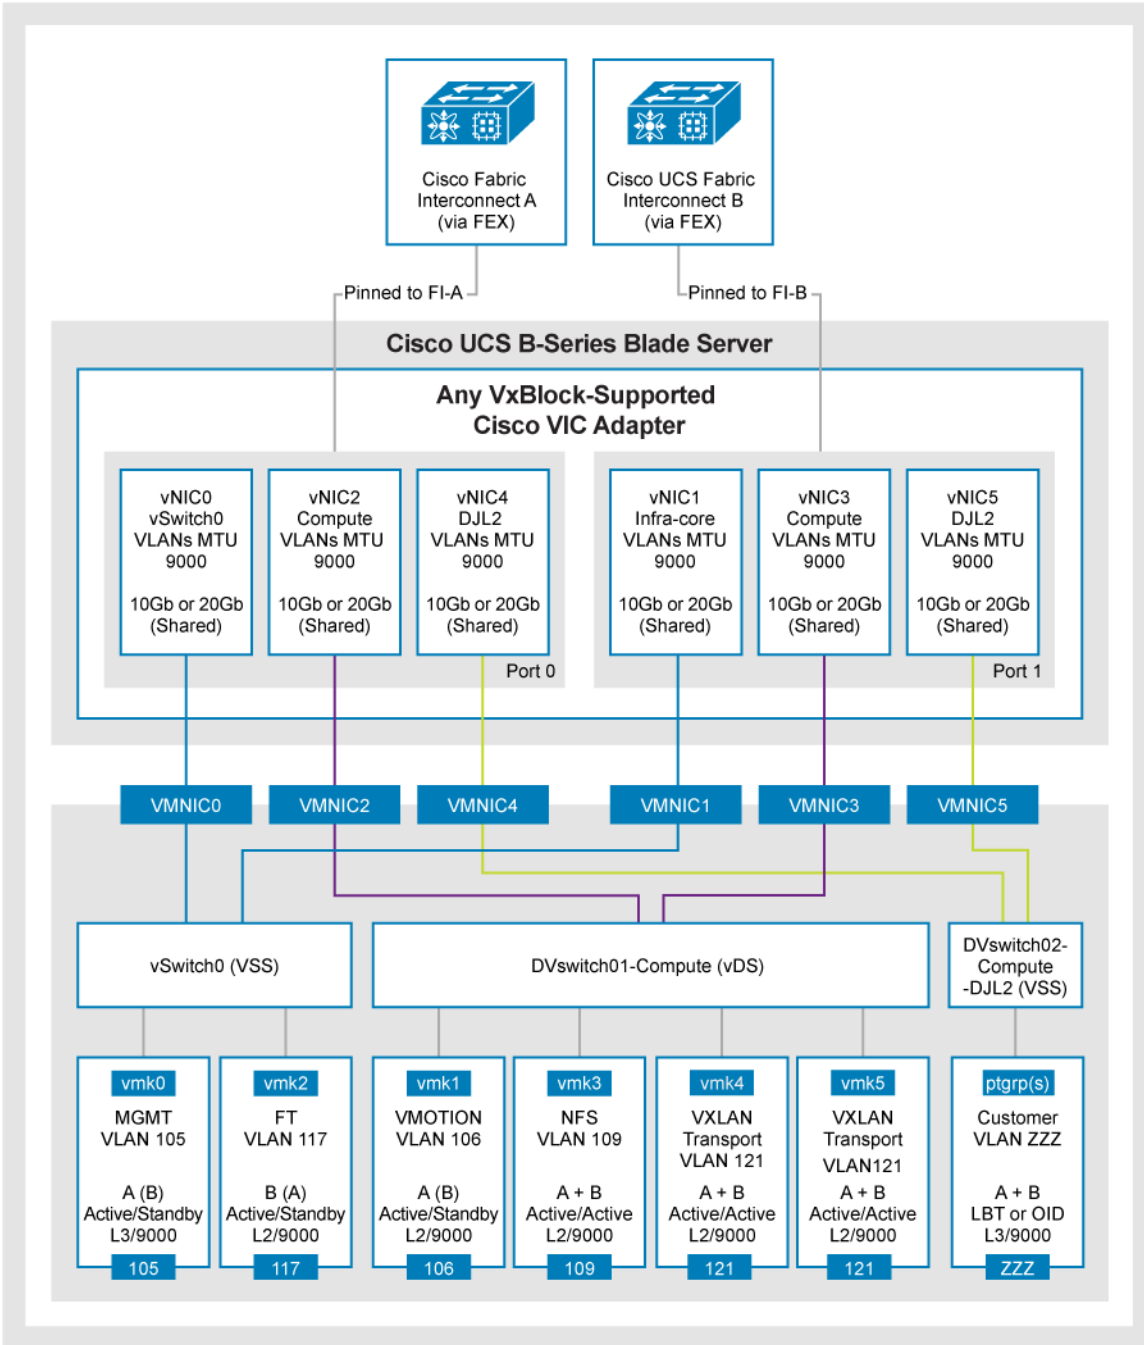 Cisco Fabric
Interconnect A
(via FEX)
Cisco UCS Fabric
Interconnect B
(via FEX)
Pinned to FI-A
Pinned to FI-B
Cisco UCS B-Series Blade Server
Any VxBlock-Supported
Cisco VIC Adapter
vNIC0
vSwitch0
VLANs MTU
9000
10Gb or 20Gb
(Shared)
vNIC2
Compute
VLANs MTU
9000
10Gb or 20Gb
(Shared)
vNIC4
DJL2
VLANs MTU
9000
10Gb or 20Gb
(Shared)
Port 0
vNIC1
Infra-core
VLANs MTU
9000
10Gb or 20Gb
(Shared)
vNIC3
Compute
VLANs MTU
9000
10Gb or 20Gb
(Shared)
vNIC5
DJL2
VLANs MTU
9000
10Gb or 20Gb
(Shared)
Port 1
VMNIC0
VMNIC2
VMNIC4
VMNIC1
VMNIC3
VMNIC5
vSwitch0 (VSS)
DVswitch01-Compute (vDS)
DVswitch02-
Compute
-DJL2 (VSS)
vmk0
MGMT
VLAN 105
A (B)
Active/Standby
L3/9000
105
vmk2
FT
VLAN 117
B (A)
Active/Standby
L2/9000
117
vmk1
VMOTION
VLAN 106
A (B)
Active/Standby
L2/9000
106
vmk3
NFS
VLAN 109
A + B
Active/Active
L2/9000
109
vmk4
VXLAN
Transport
VLAN 121
A + B
Active/Active
L2/9000
121
vmk5
VXLAN
Transport
VLAN121
A + B
Active/Active
L2/9000
121
ptgrp(s)
Customer
VLAN ZZZ
A + B
LBT or OID
L3/9000
ZZZ